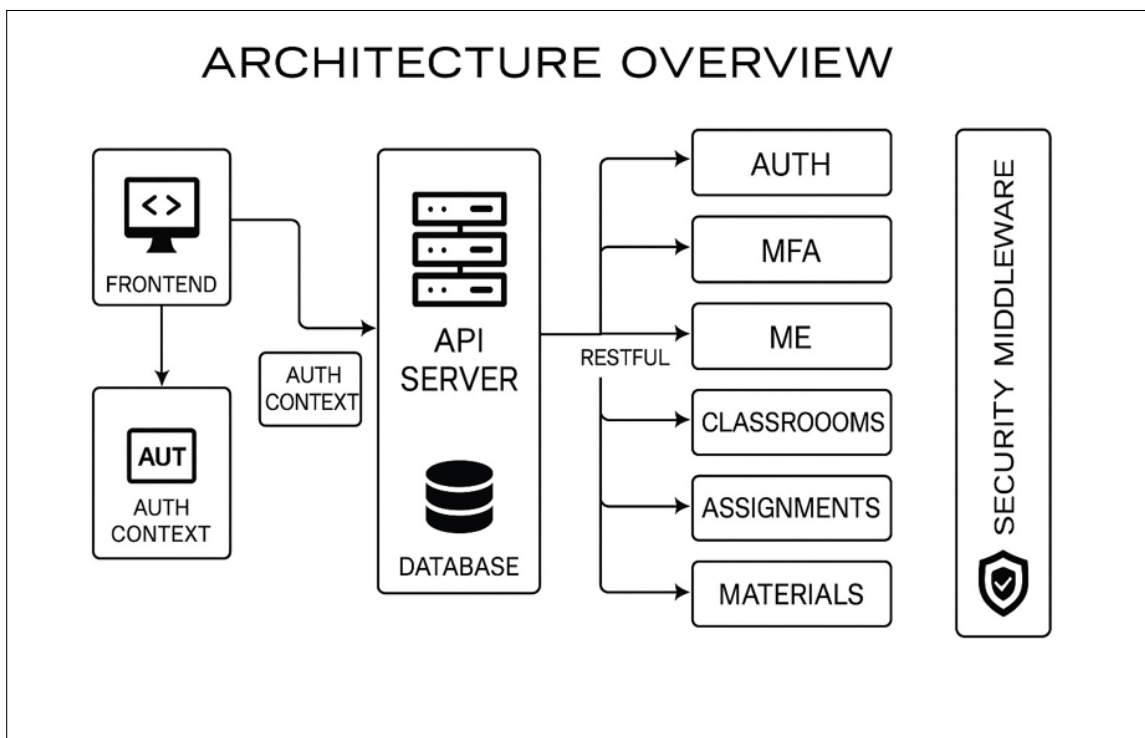 ARCHITECTURE OVERVIEW
FRONTEND
AUT
AUTH
CONTEXT
AUTH
CONTEXT
API
SERVER
DATABASE
RESTFUL
AUTH
MFA
ME
CLASSROOOMS
ASSIGNMENTS
MATERIALS
SECURITY MIDDLEWARE